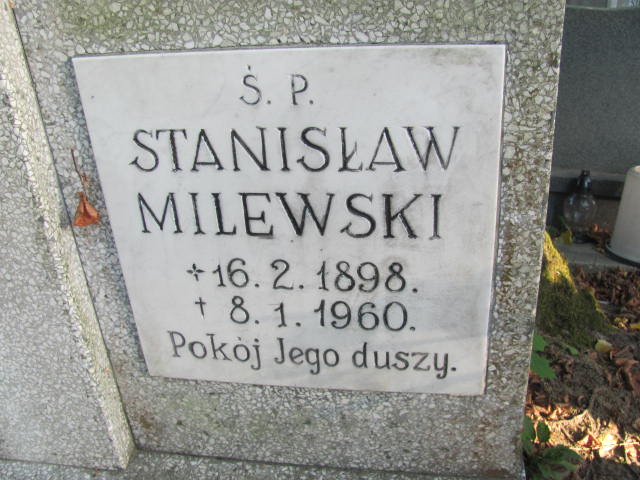 Ś. P.
STANISŁAW
MILEWSKI
* 16. 2. 1898.
† 8. 1. 1960.
Pokój Jego duszy.